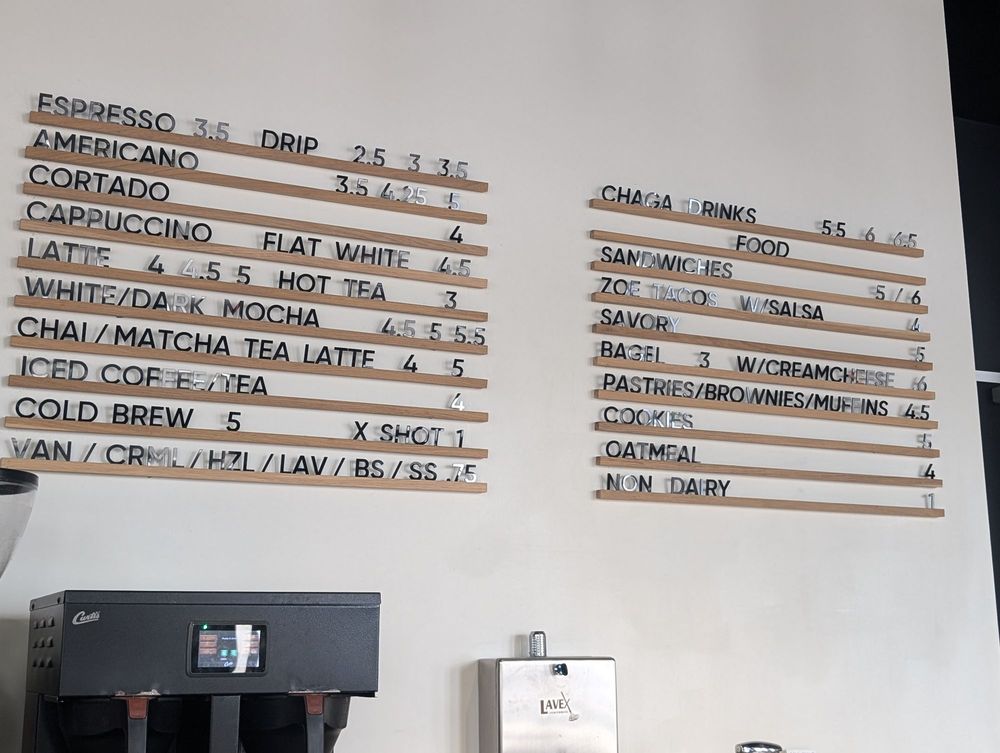 ESPRESSO 3.5 DRIP 2.5 3 3.5
AMERICANO 3.5 4.25 5
CORTADO 4
CAPPUCCINO FLAT WHITE 4.5
LATTE 4 4.5 5 HOT TEA 3
WHITE/DARK MOCHA 4.5 5 5.5
CHAI / MATCHA TEA LATTE 4 5
ICED COFFEE/TEA 4
COLD BREW 5 X SHOT 1
VAN / CRML / HZL / LAV / BS / SS .75
CHAGA DRINKS 5.5 6 6.5
FOOD
SANDWICHES 5 / 6
ZOE TACOS W/SALSA 4
SAVORY 5
BAGEL 3 W/CREAMCHEESE 6
PASTRIES/BROWNIES/MUFFINS 4.5
COOKIES 5
OATMEAL 4
NON DAIRY 1
Curtis
LAVEX